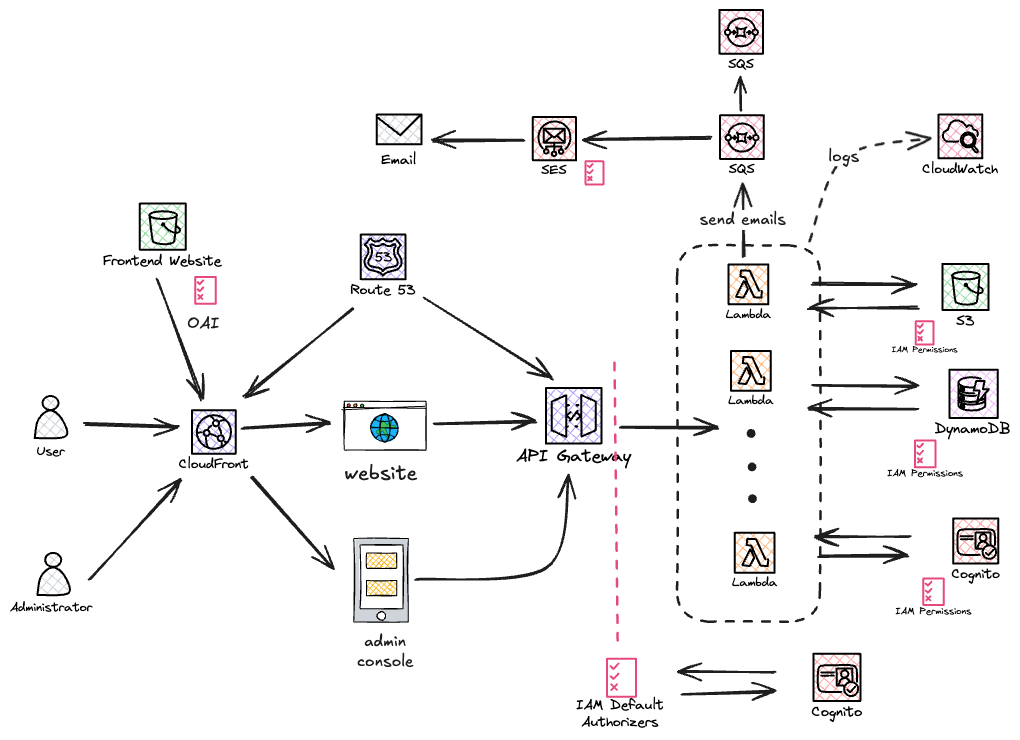 SQS
Email
SES
SQS
logs
CloudWatch
send emails
Frontend Website
OAI
53
Route 53
Lambda
S3
IAM Permissions
Lambda
DynamoDB
IAM Permissions
User
CloudFront
website
API Gateway
Administrator
admin
console
Lambda
Cognito
IAM Permissions
IAM Default
Authorizers
Cognito